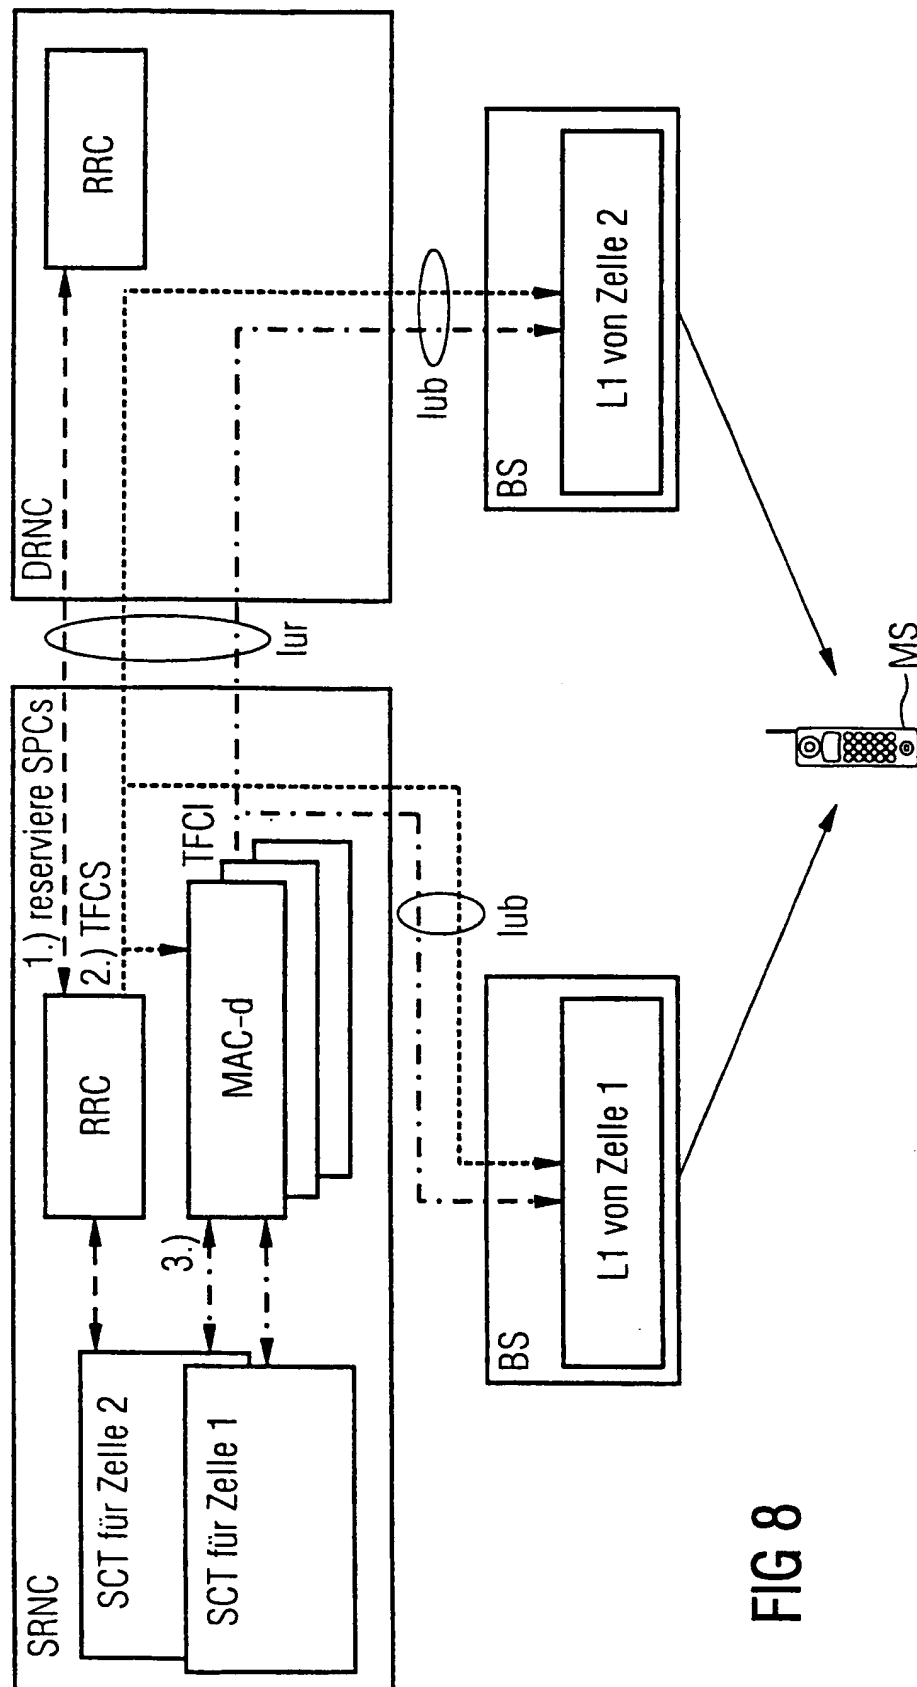 SRNC
SCT für Zelle 2
SCT für Zelle 1
RRC
3.)
MAC-d
1.) reserviere SPCs
2.) TFCS
TFCI
Iur
DRNC
RRC
Iub
Iub
BS
L1 von Zelle 1
BS
L1 von Zelle 2
MS
FIG 8